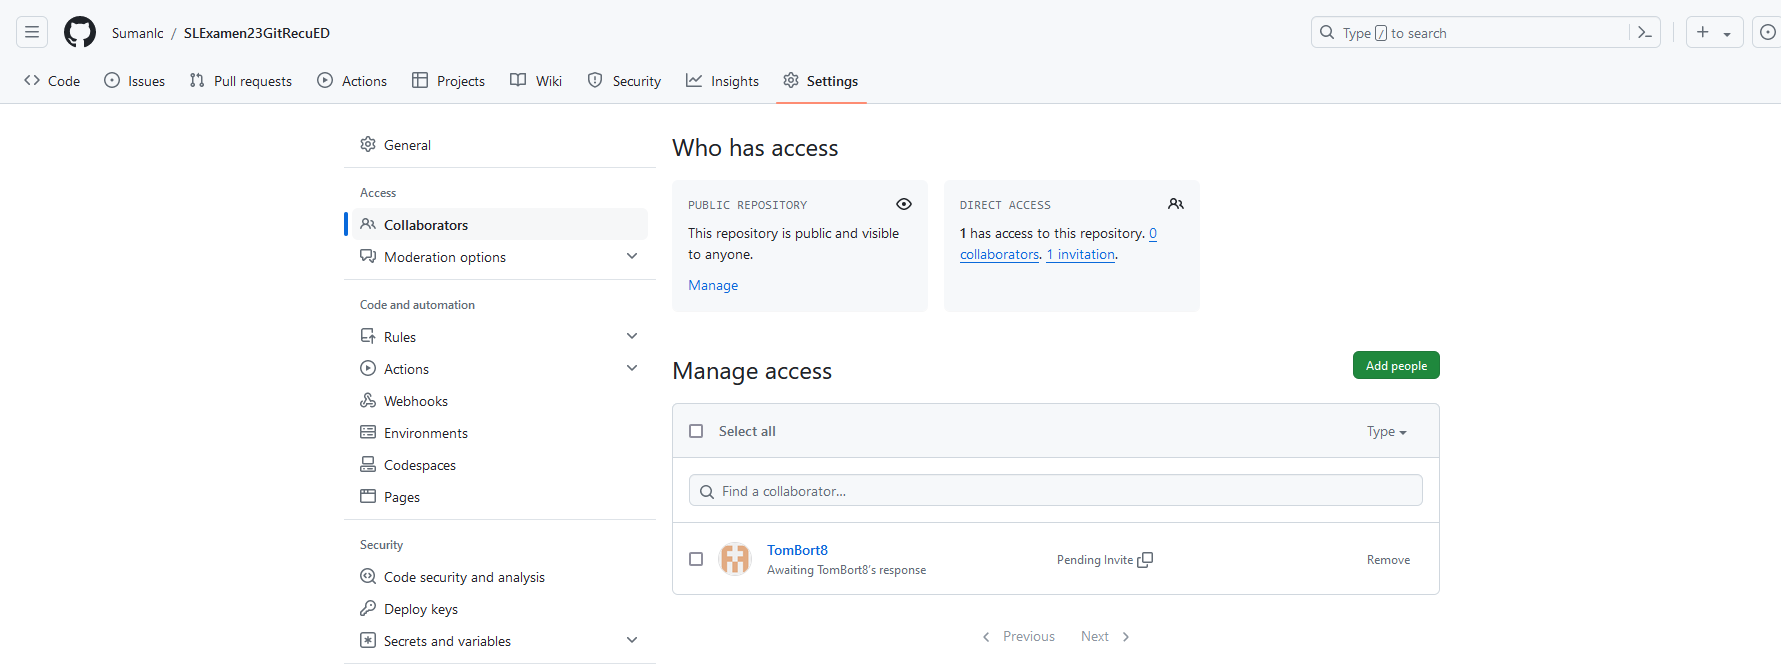 Sumanlc / SLExamen23GitRecuED
Type / to search
Code
Issues
Pull requests
Actions
Projects
Wiki
Security
Insights
Settings
General
Access
Collaborators
Moderation options
Code and automation
Rules
Actions
Webhooks
Environments
Codespaces
Pages
Security
Code security and analysis
Deploy keys
Secrets and variables
Who has access
PUBLIC REPOSITORY
This repository is public and visible
to anyone.
Manage
DIRECT ACCESS
1 has access to this repository. 0
collaborators. 1 invitation.
Manage access
Add people
Select all
Type
Find a collaborator...
TomBort8
Awaiting TomBort8's response
Pending Invite
Remove
Previous
Next